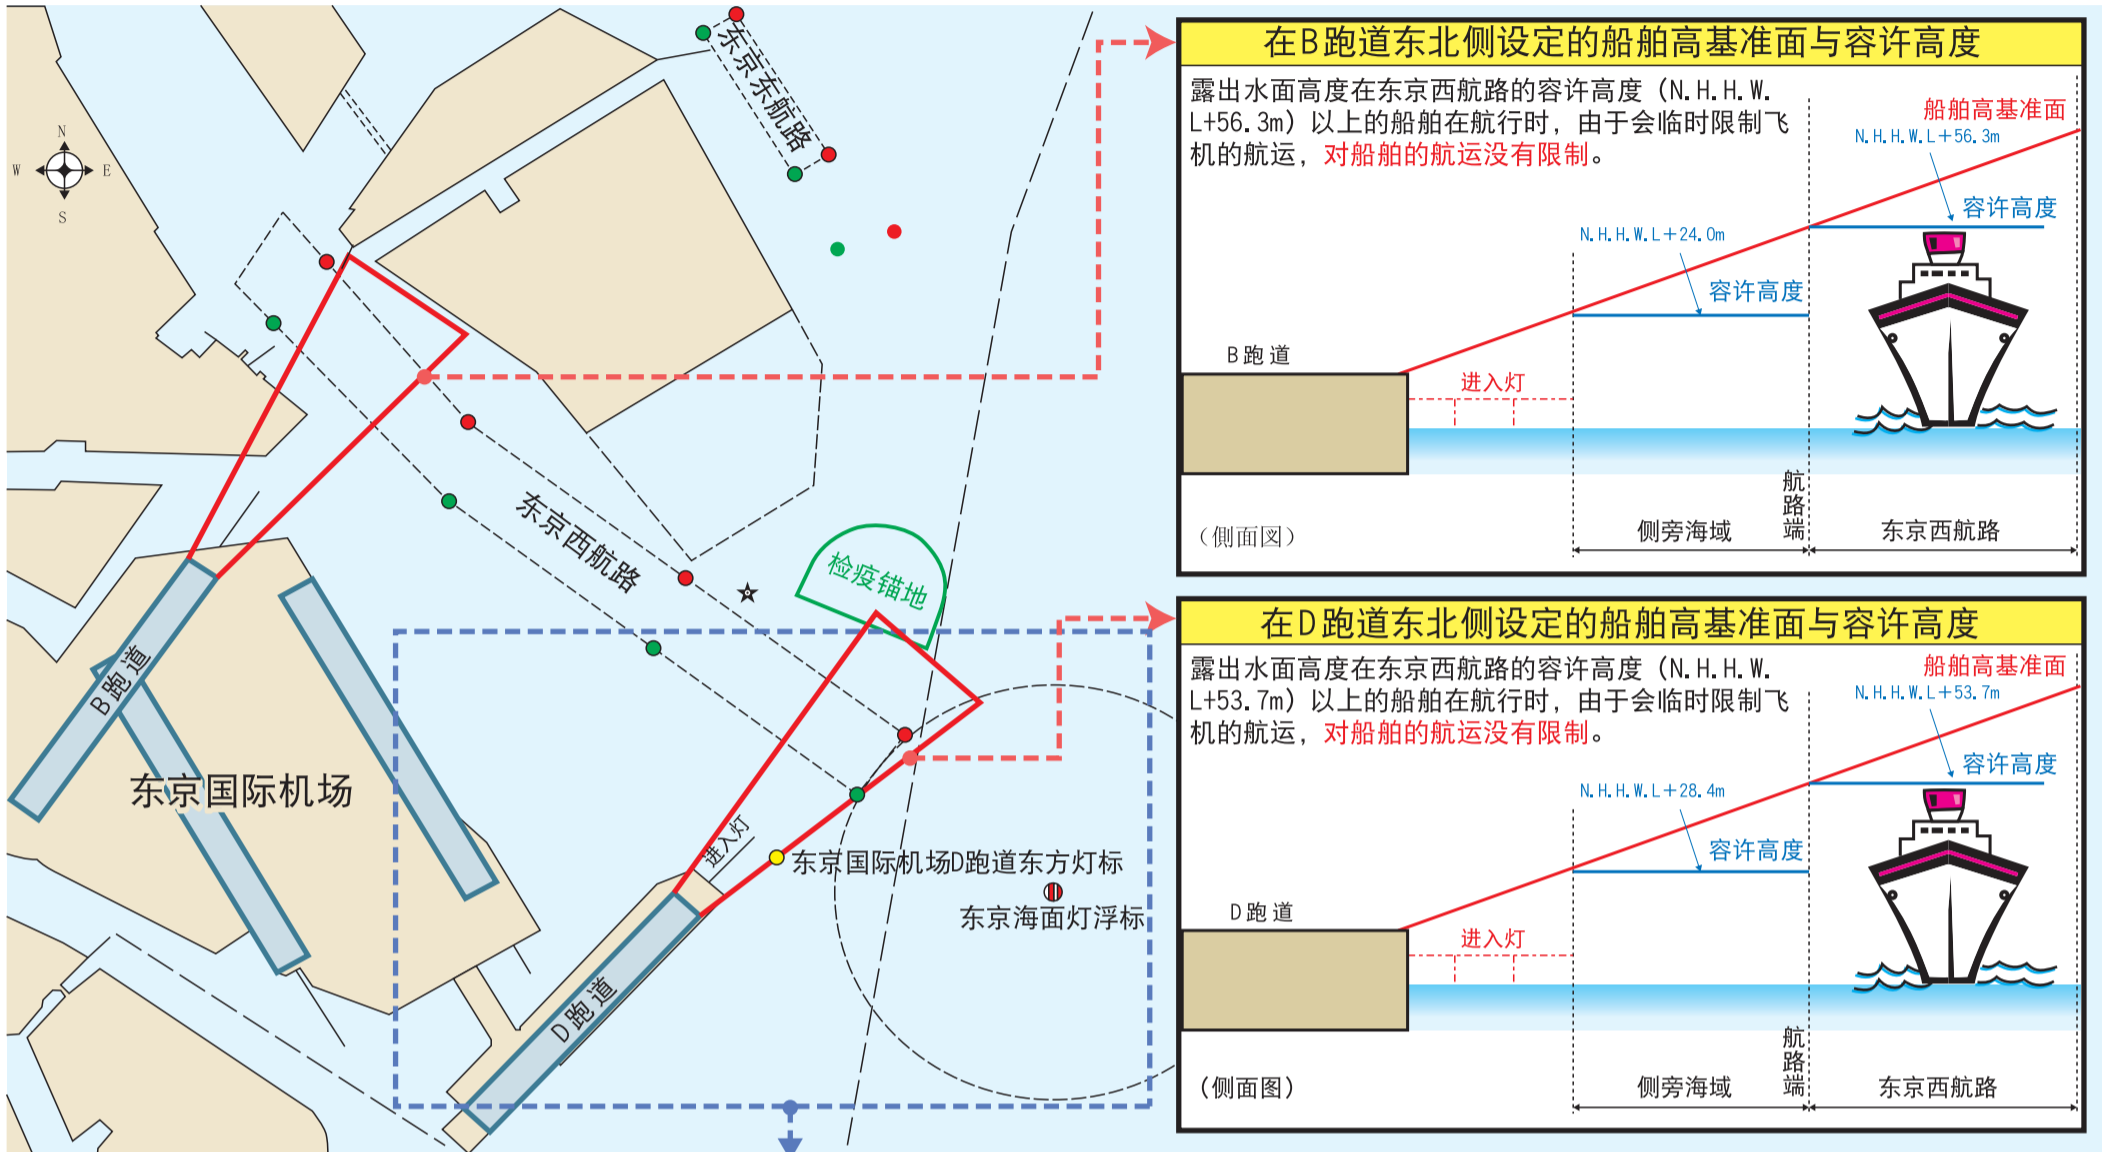 东京东航路
N
W
E
S
东京西航路
检疫锚地
B跑道
东京国际机场
进入灯
东京国际机场D跑道东方灯标
东京海面灯浮标
D跑道
在B跑道东北侧设定的船舶高基准面与容许高度
露出水面高度在东京西航路的容许高度（N.H.H.W.
L+56.3m）以上的船舶在航行时，由于会临时限制飞
机的航运，对船舶的航运没有限制。
船舶高基准面
N.H.H.W.L＋56.3m
容许高度
N.H.H.W.L＋24.0m
容许高度
B跑道
进入灯
航路端
（側面図）
侧旁海域
东京西航路
在D跑道东北侧设定的船舶高基准面与容许高度
露出水面高度在东京西航路的容许高度（N.H.H.W.
L+53.7m）以上的船舶在航行时，由于会临时限制飞
机的航运，对船舶的航运没有限制。
船舶高基准面
N.H.H.W.L＋53.7m
容许高度
N.H.H.W.L＋28.4m
容许高度
D跑道
进入灯
航路端
（侧面图）
侧旁海域
东京西航路